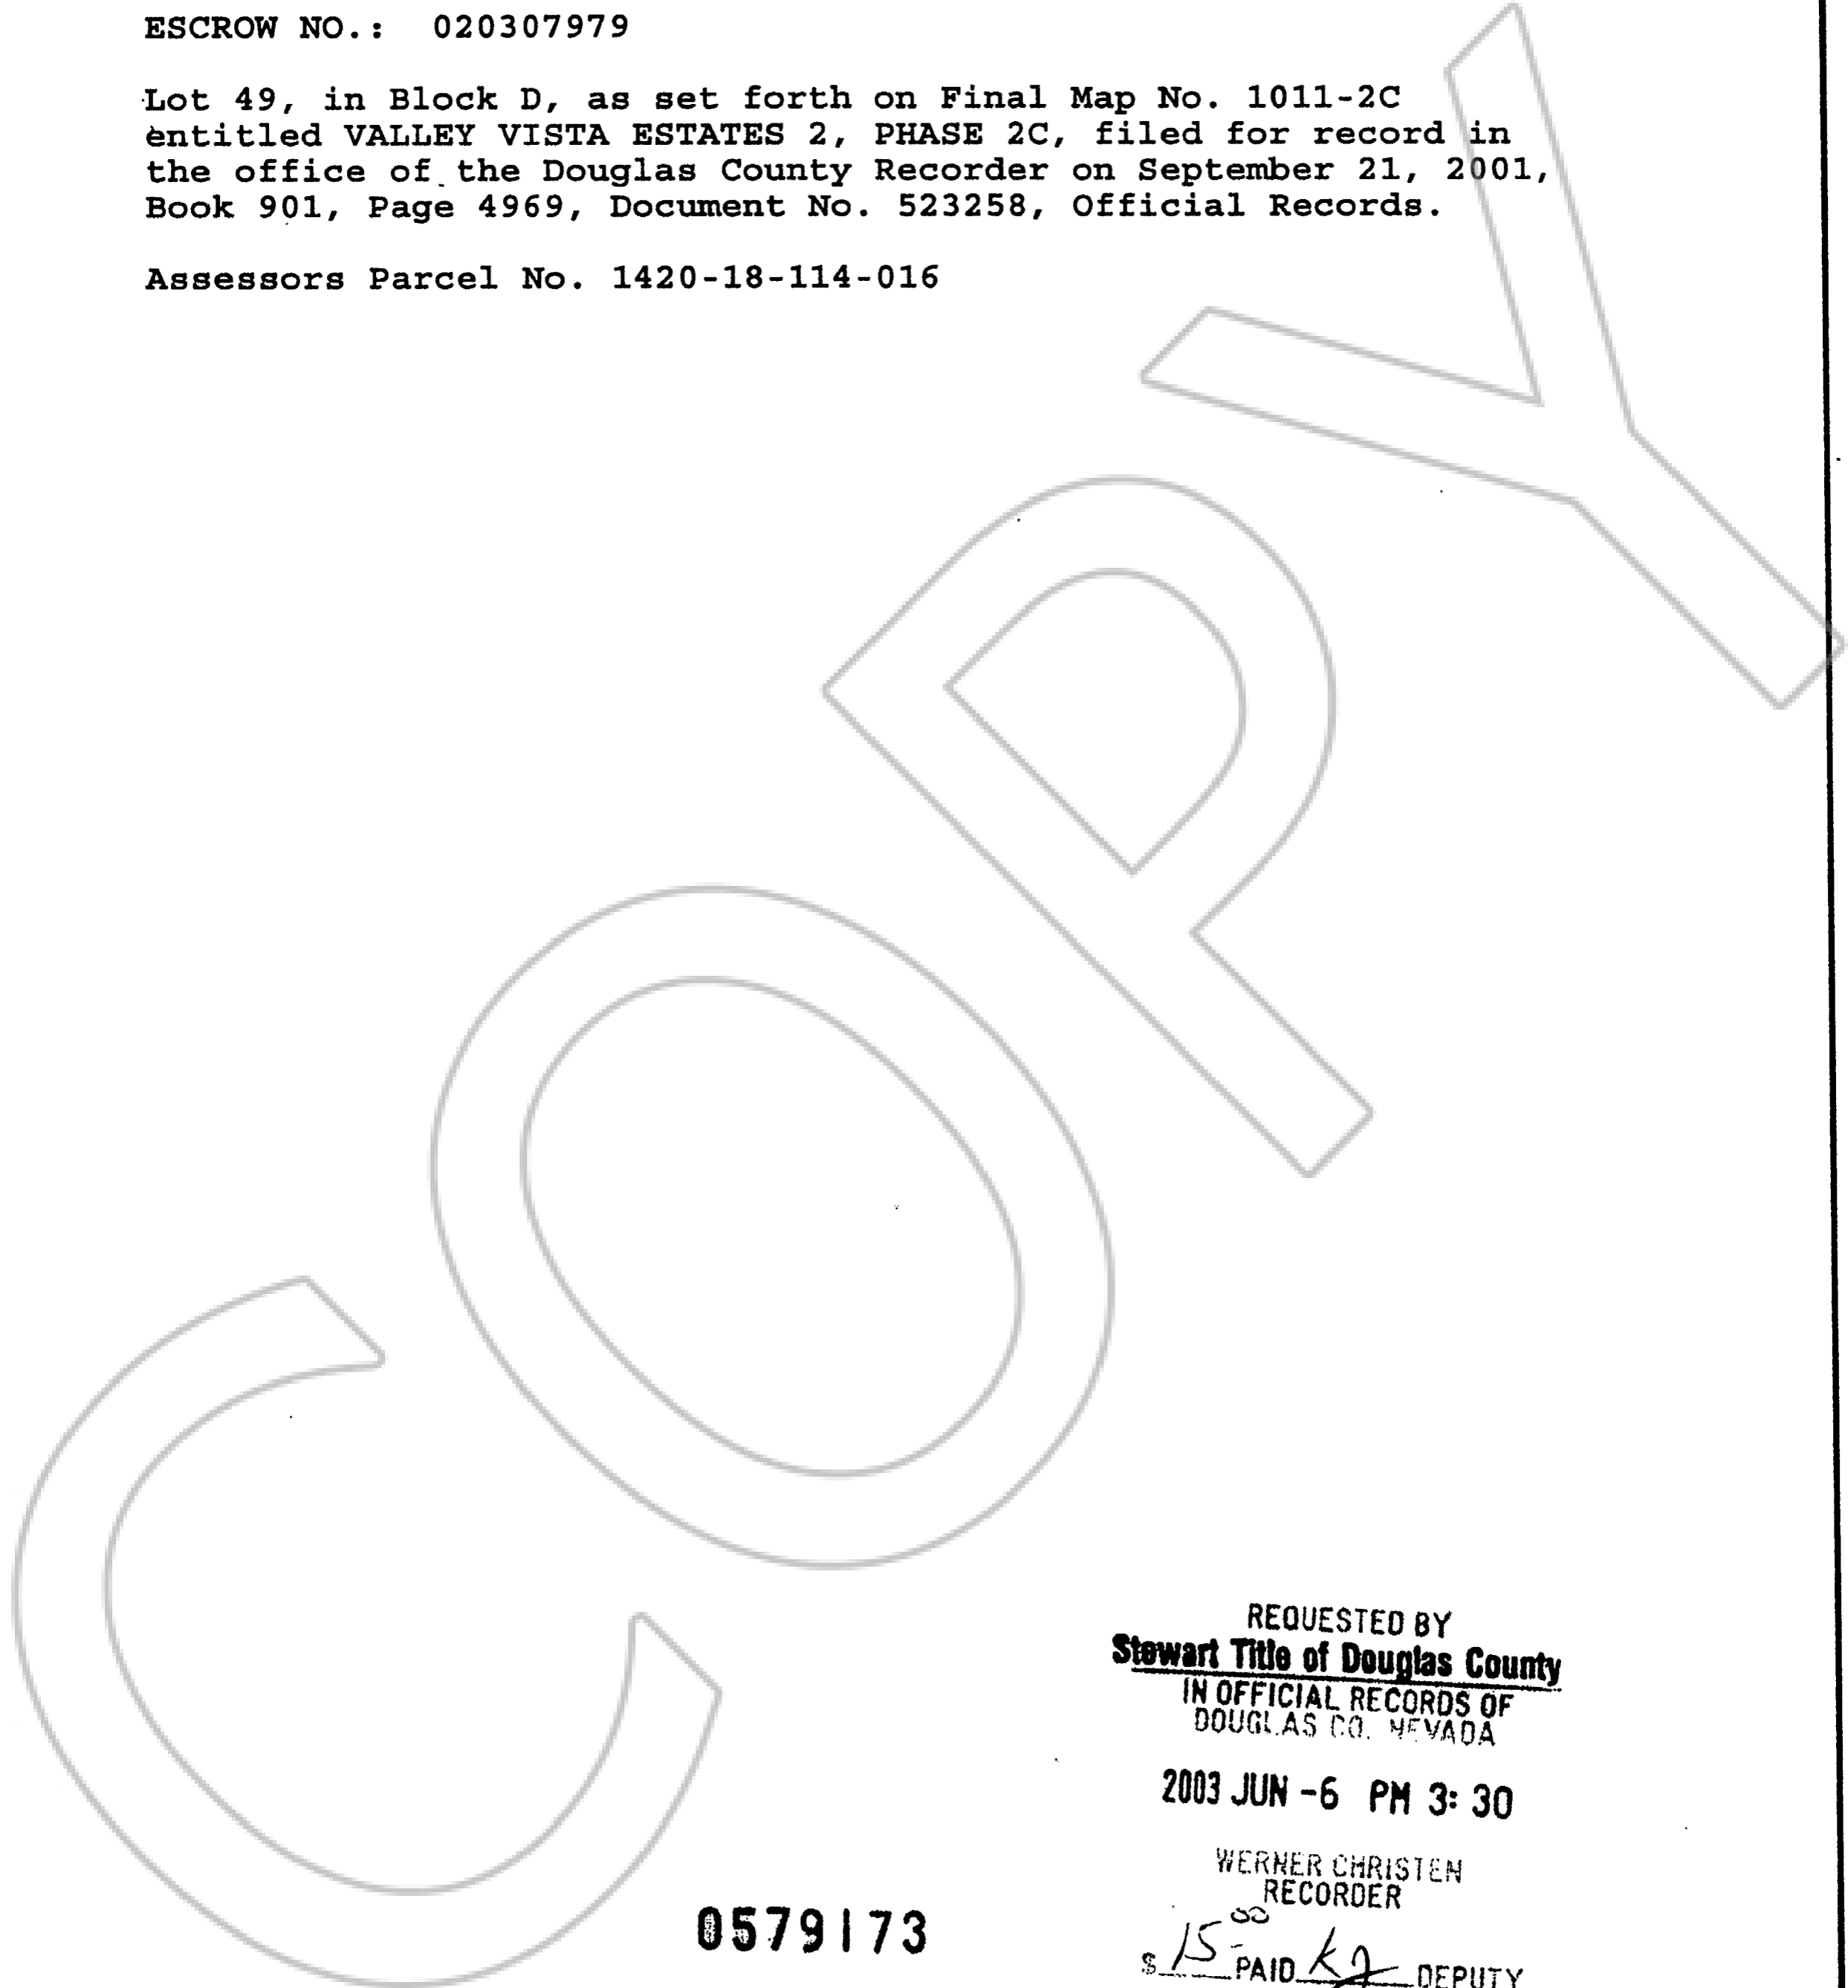 ESCROW NO.: 020307979
Lot 49, in Block D, as set forth on Final Map No. 1011-2C
entitled VALLEY VISTA ESTATES 2, PHASE 2C, filed for record in
the office of the Douglas County Recorder on September 21, 2001,
Book 901, Page 4969, Document No. 523258, Official Records.
Assessors Parcel No. 1420-18-114-016
COPY
REQUESTED BY
Stewart Title of Douglas County
IN OFFICIAL RECORDS OF
DOUGLAS CO. NEVADA
2003 JUN -6 PM 3: 30
WERNER CHRISTEN
RECORDER
0579173
$ 15.00 PAID DEPUTY